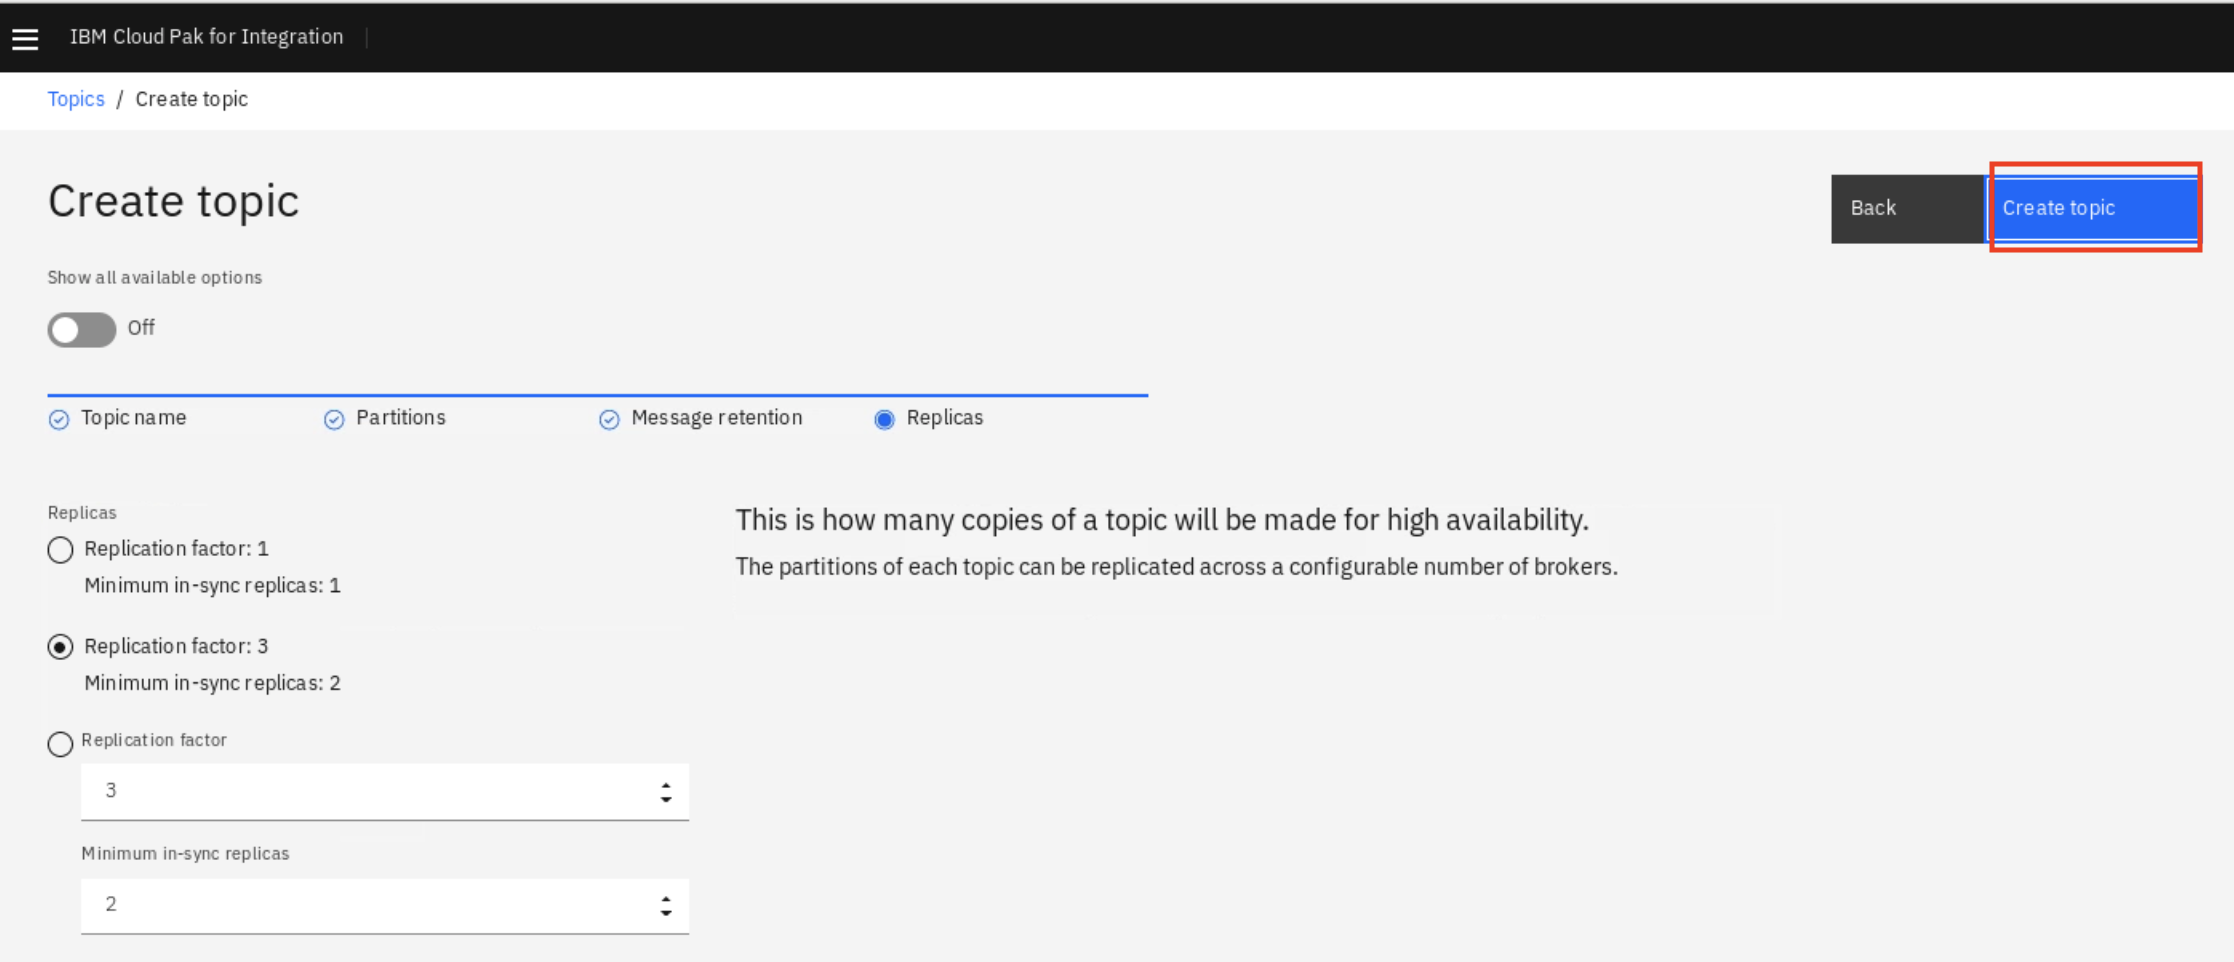 IBM Cloud Pak for Integration
Topics / Create topic
Create topic
Back
Create topic
Show all available options
Off
Topic name
Partitions
Message retention
Replicas
Replicas
Replication factor: 1
Minimum in-sync replicas: 1
Replication factor: 3
Minimum in-sync replicas: 2
Replication factor
3
Minimum in-sync replicas
2
This is how many copies of a topic will be made for high availability.
The partitions of each topic can be replicated across a configurable number of brokers.